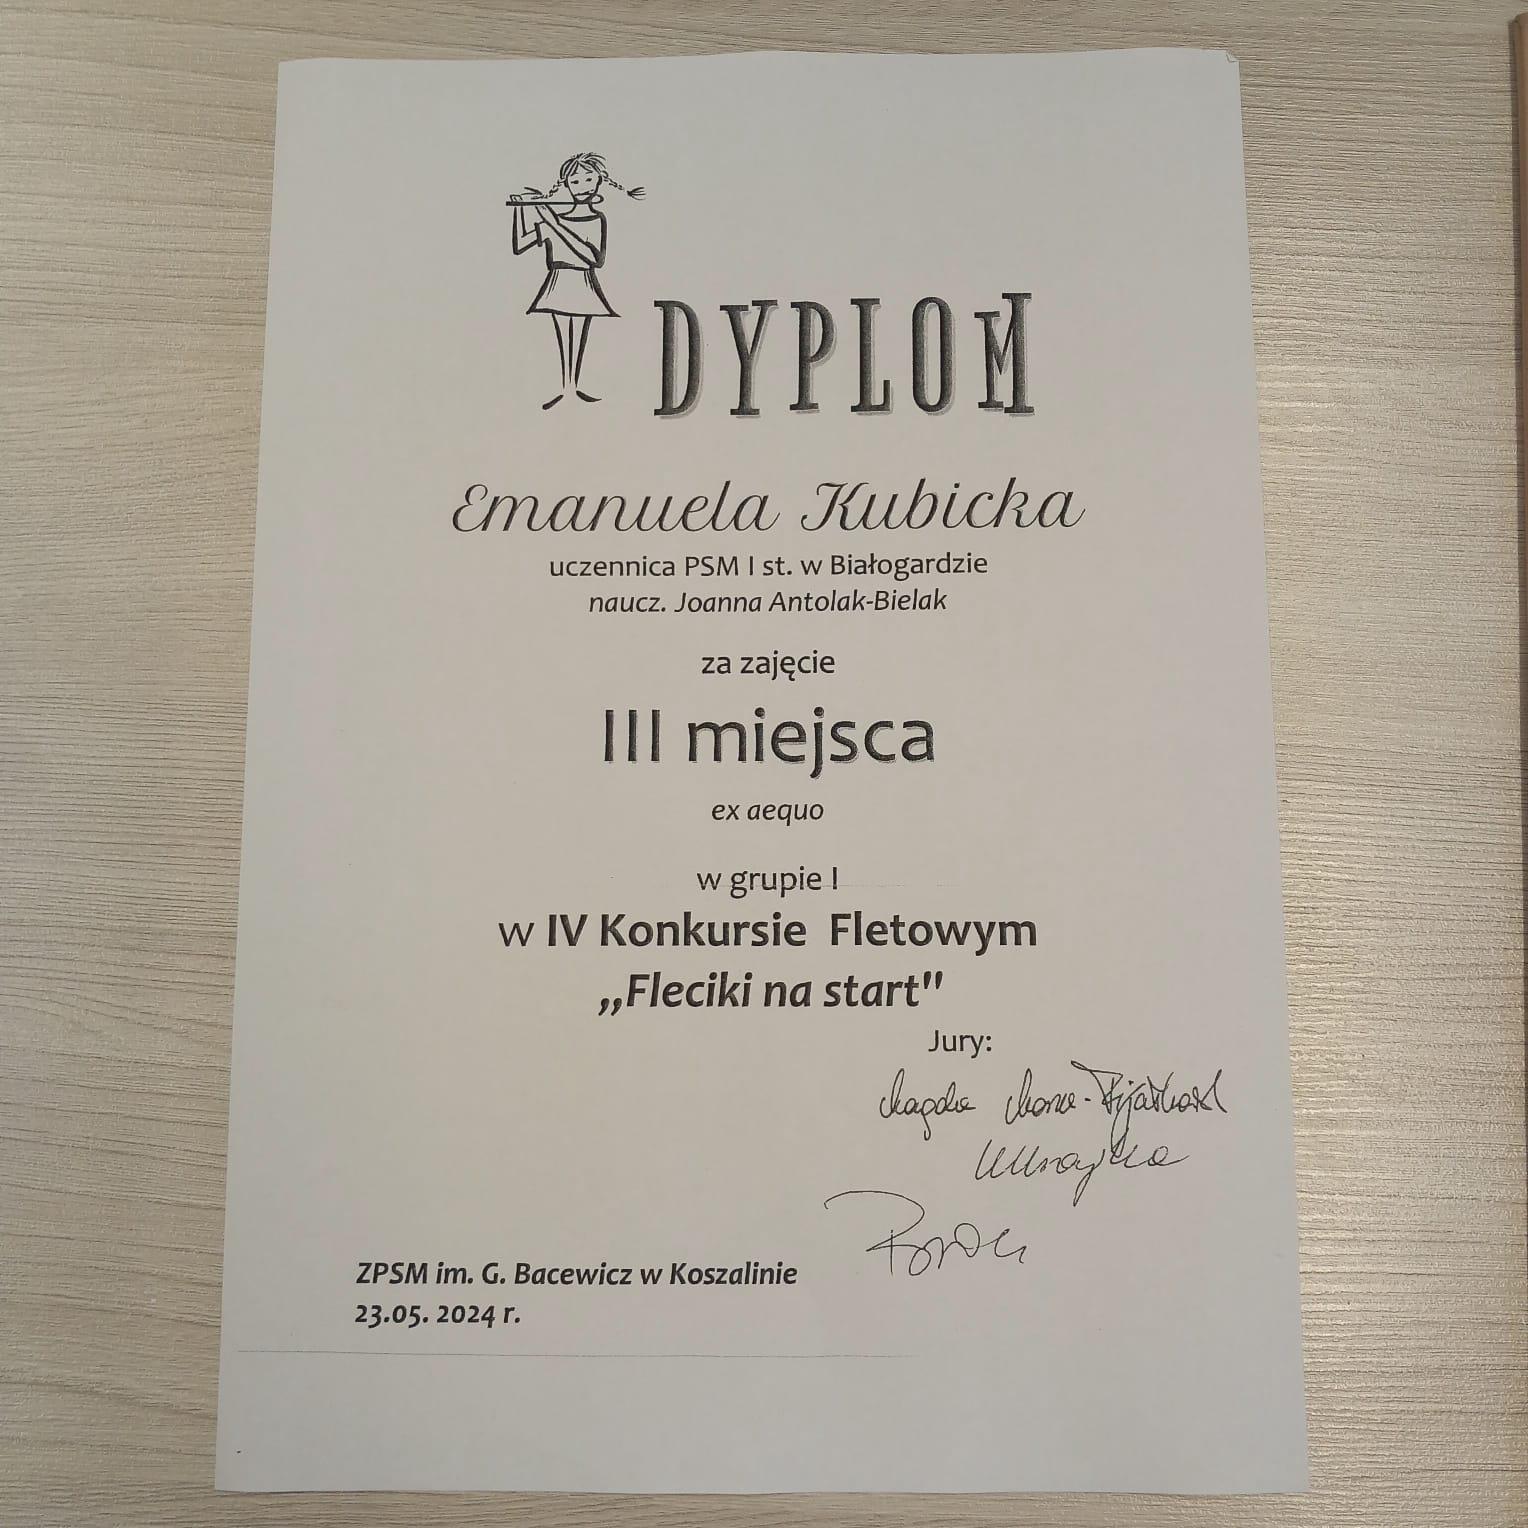 DYPLOM
Emanuela Kubicka
uczennica PSM I st. w Białogardzie
naucz. Joanna Antolak-Bielak
za zajęcie
III miejsca
ex aequo
w grupie I
w IV Konkursie Fletowym
„Fleciki na start"
Jury:
Magda
ZPSM im. G. Bacewicz w Koszalinie
23.05. 2024 r.